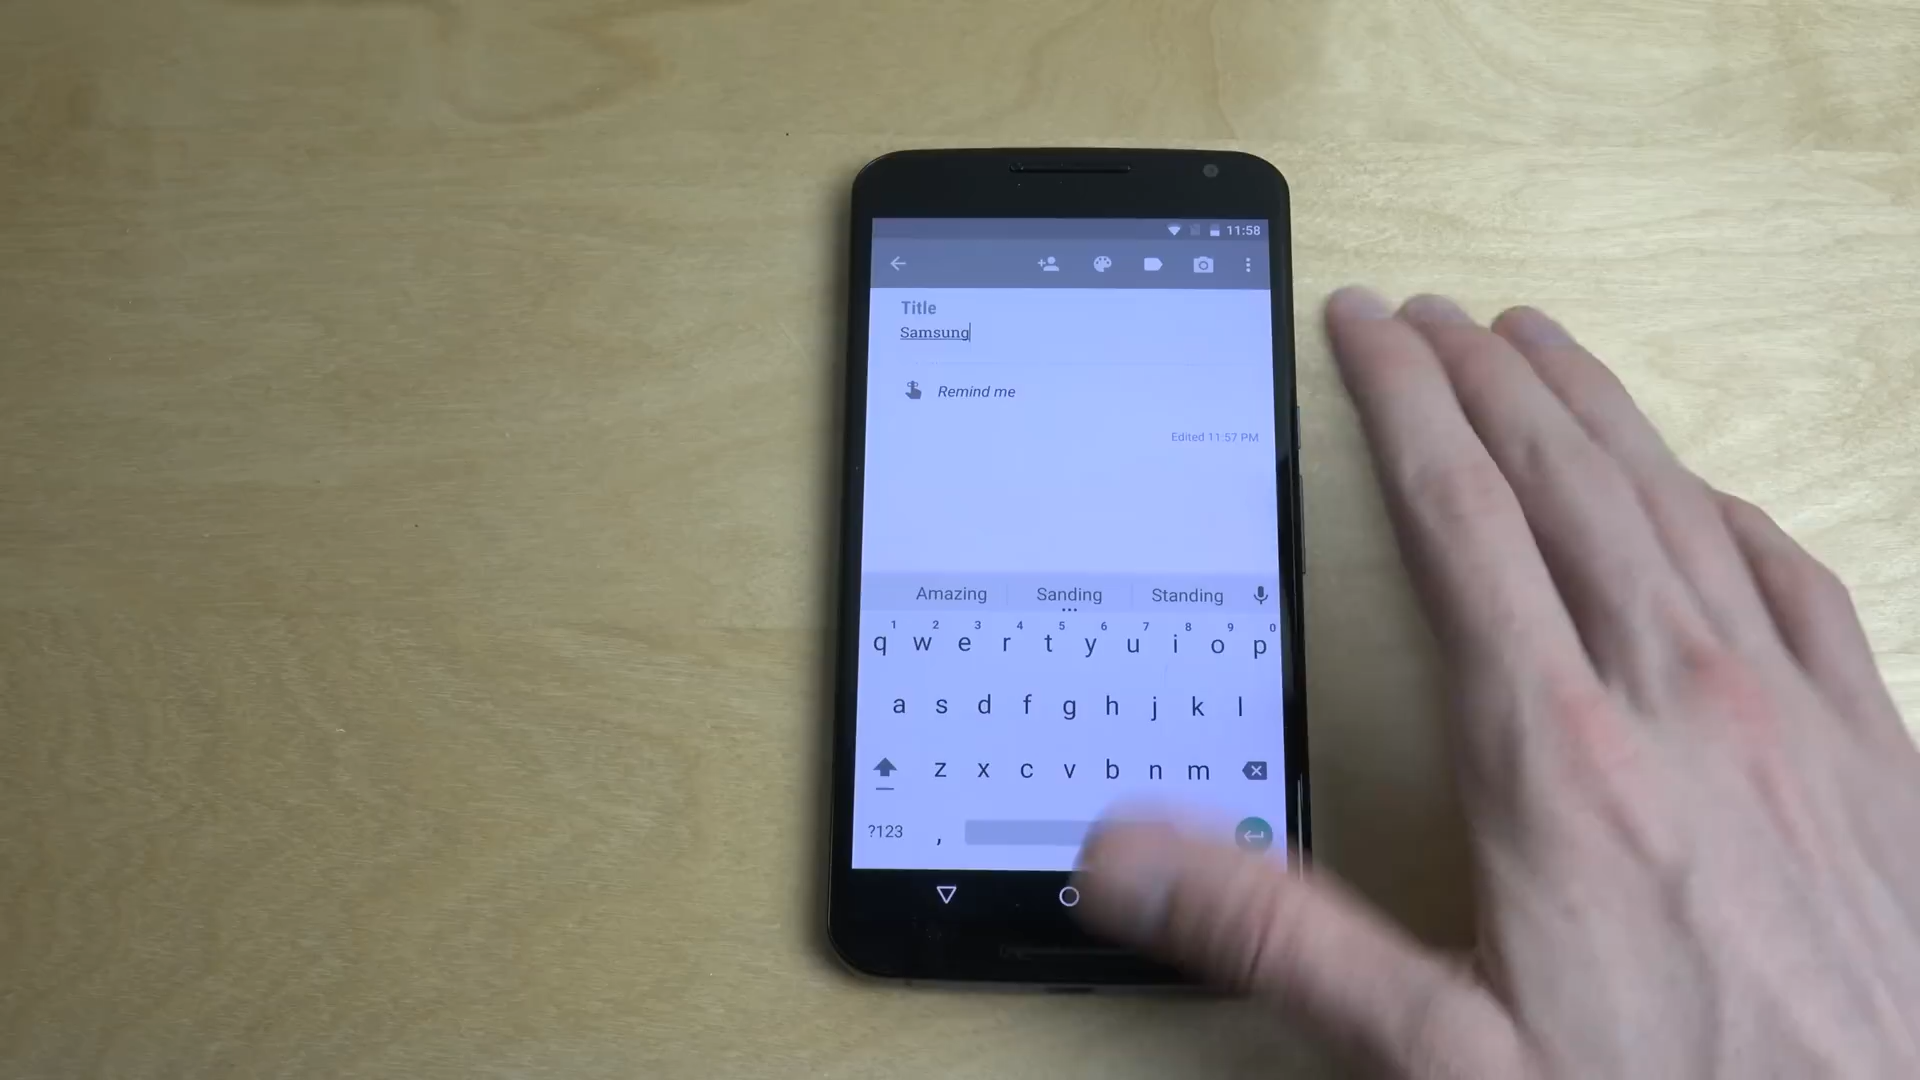 11:58
Title
Samsung
Remind me
Edited 11:57 PM
Amazing Sanding Standing
1 2 3 4 5 6 7 8 9 0
q w e r t y u i o p
a s d f g h j k l
z x c v b n m
?123 ,